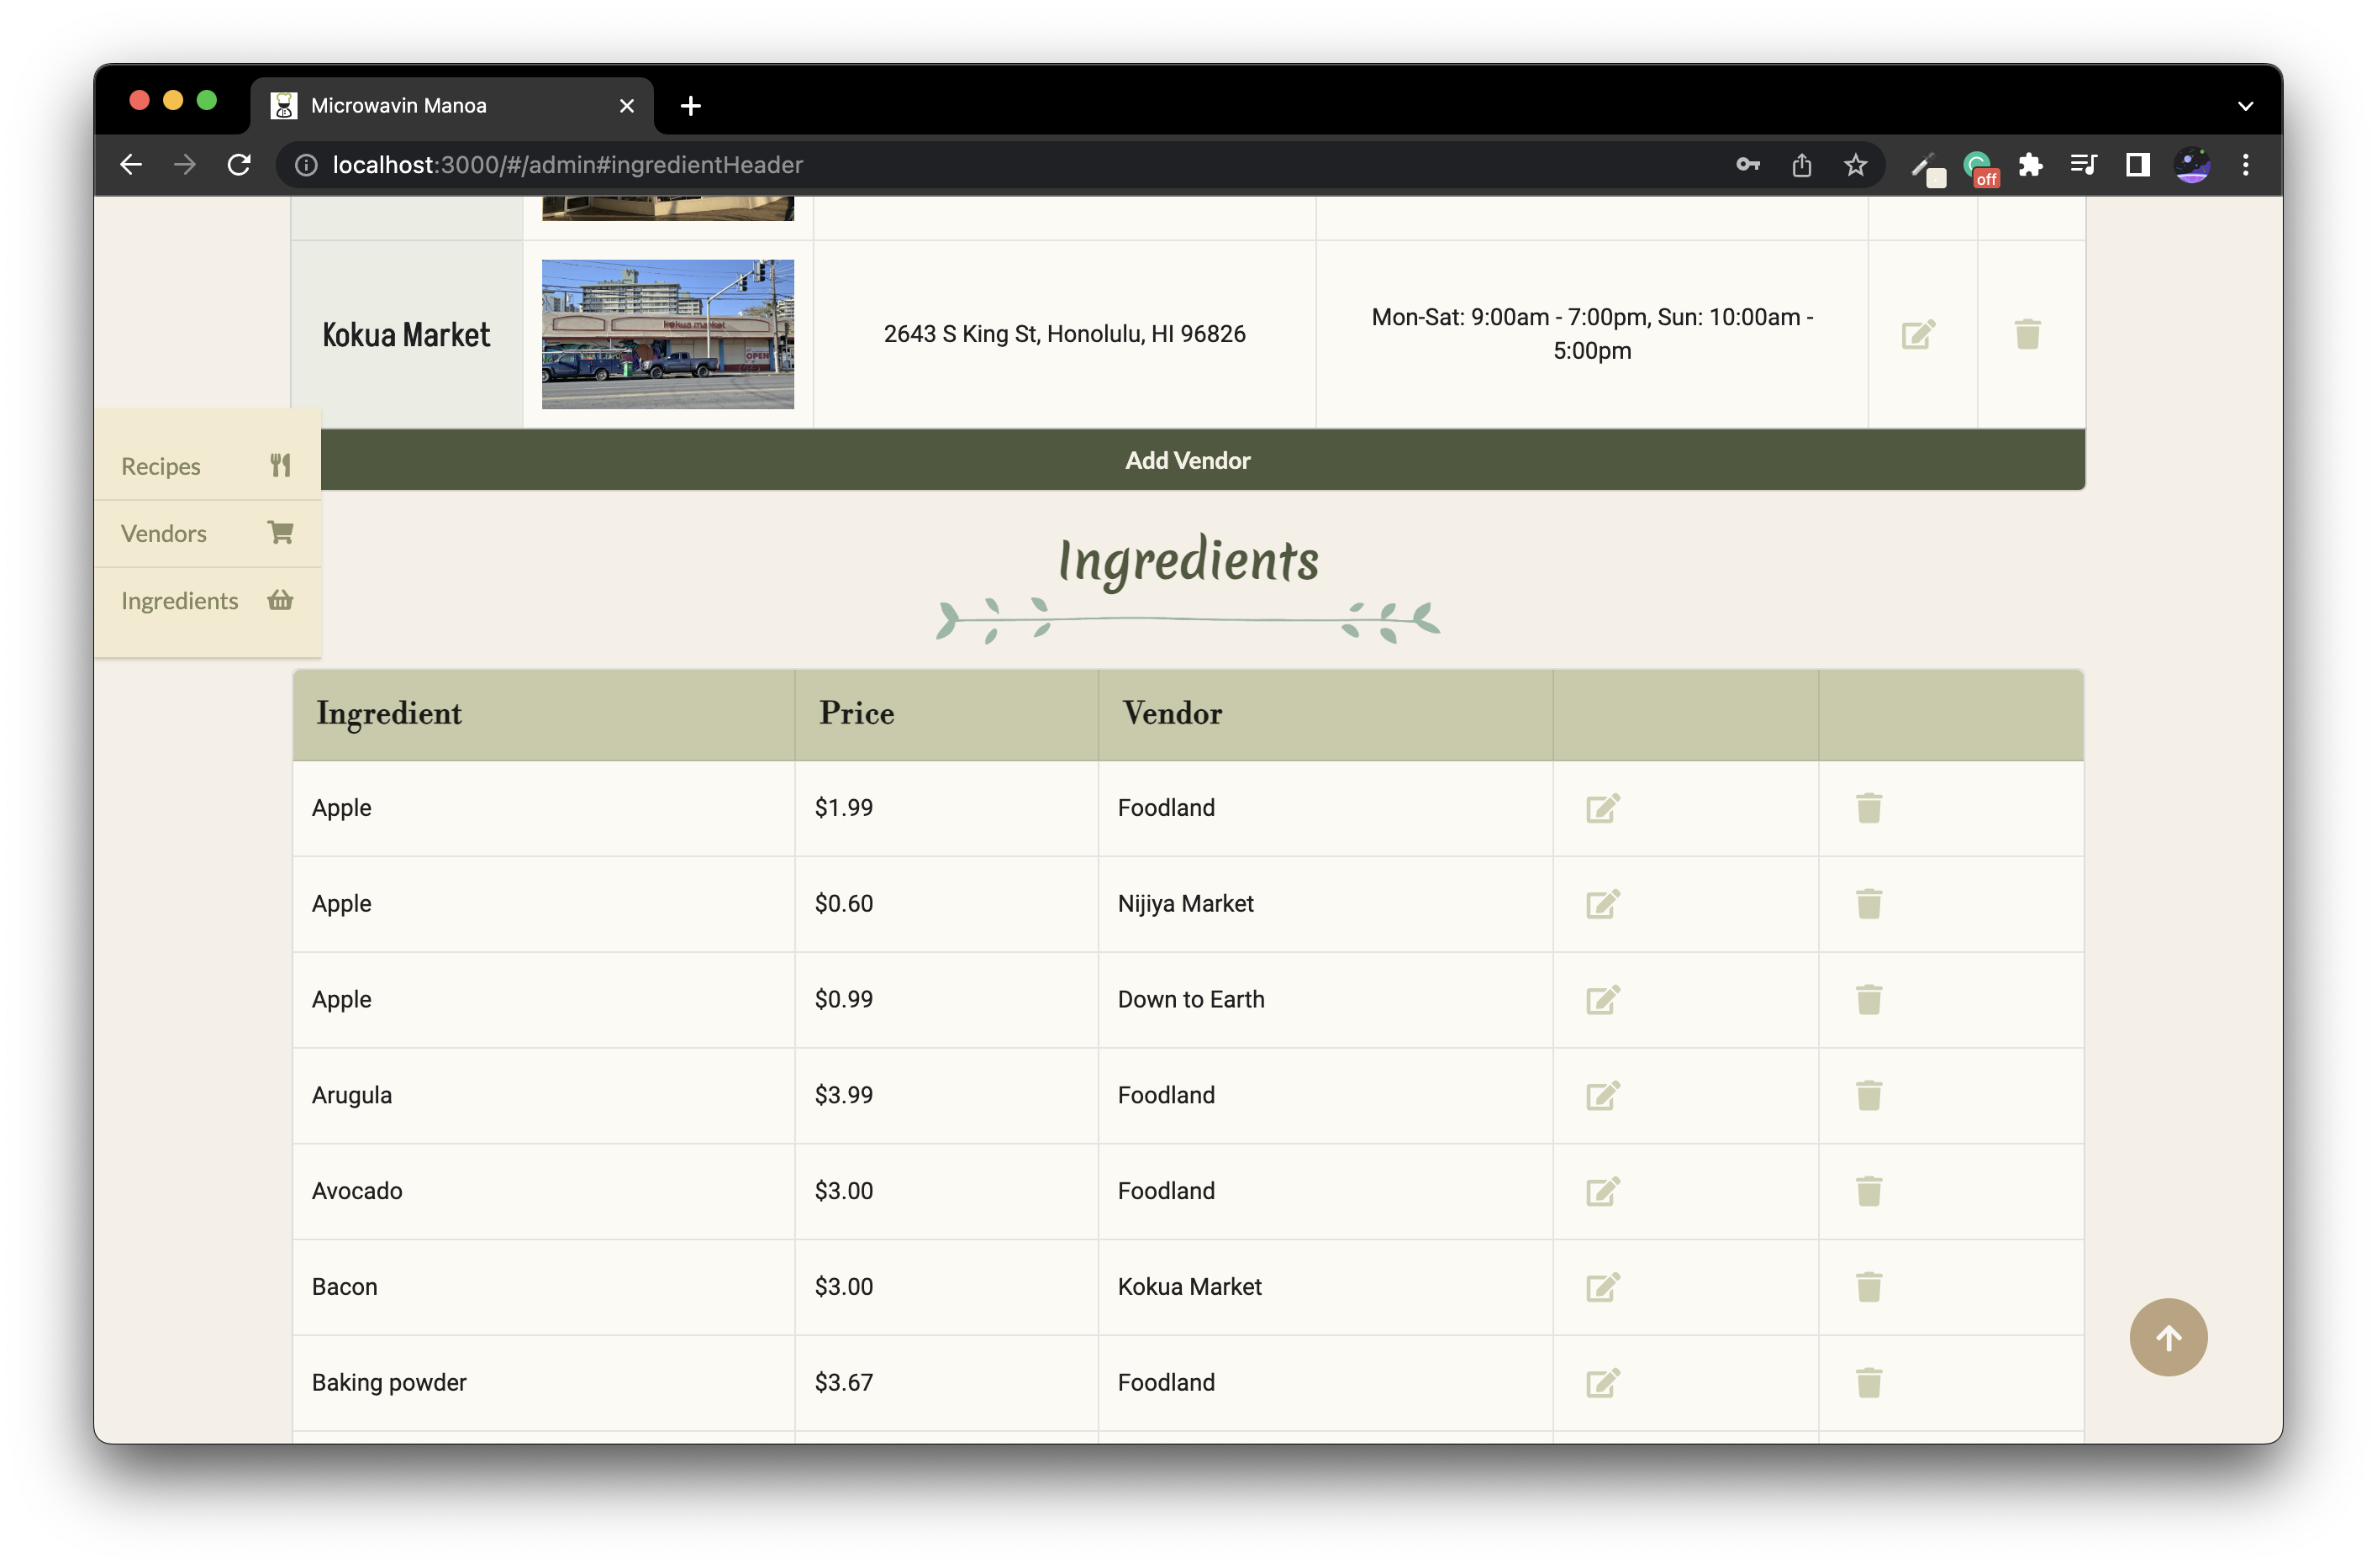 Microwavin Manoa
localhost:3000/#/admin#ingredientHeader
off
Kokua Market
kokua market
OPEN
2643 S King St, Honolulu, HI 96826
Mon-Sat: 9:00am - 7:00pm, Sun: 10:00am -
5:00pm
Add Vendor
Recipes
Vendors
Ingredients
Ingredients
Ingredient Price Vendor
Apple $1.99 Foodland
Apple $0.60 Nijiya Market
Apple $0.99 Down to Earth
Arugula $3.99 Foodland
Avocado $3.00 Foodland
Bacon $3.00 Kokua Market
Baking powder $3.67 Foodland